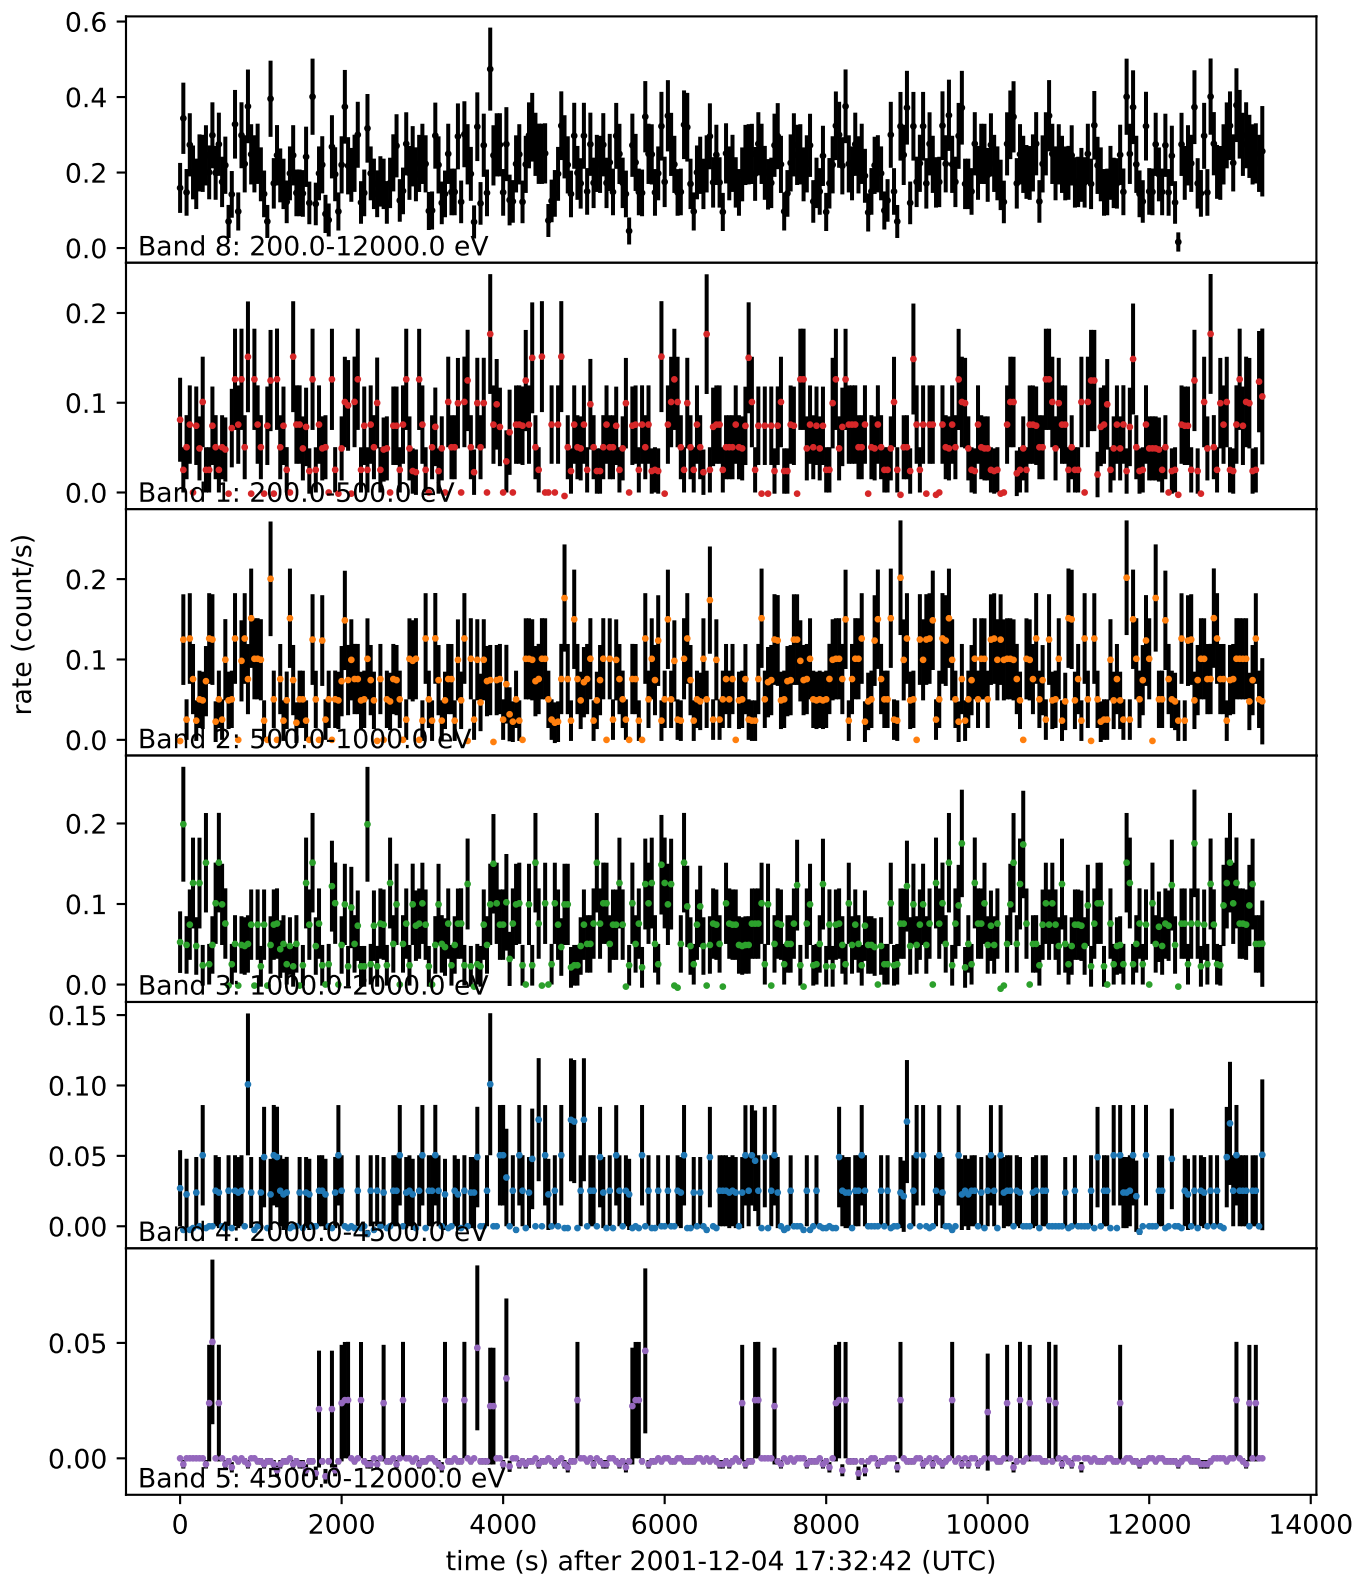 0.6
0.4
0.2
0.0
Band 8: 200.0-12000.0 eV
0.2
0.1
0.0
Band 1: 200.0-500.0 eV
rate (count/s)
0.2
0.1
0.0
Band 2: 500.0-1000.0 eV
0.2
0.1
0.0
Band 3: 1000.0-2000.0 eV
0.15
0.10
0.05
0.00
Band 4: 2000.0-4500.0 eV
0.05
0.00
Band 5: 4500.0-12000.0 eV
0 2000 4000 6000 8000 10000 12000 14000
time (s) after 2001-12-04 17:32:42 (UTC)